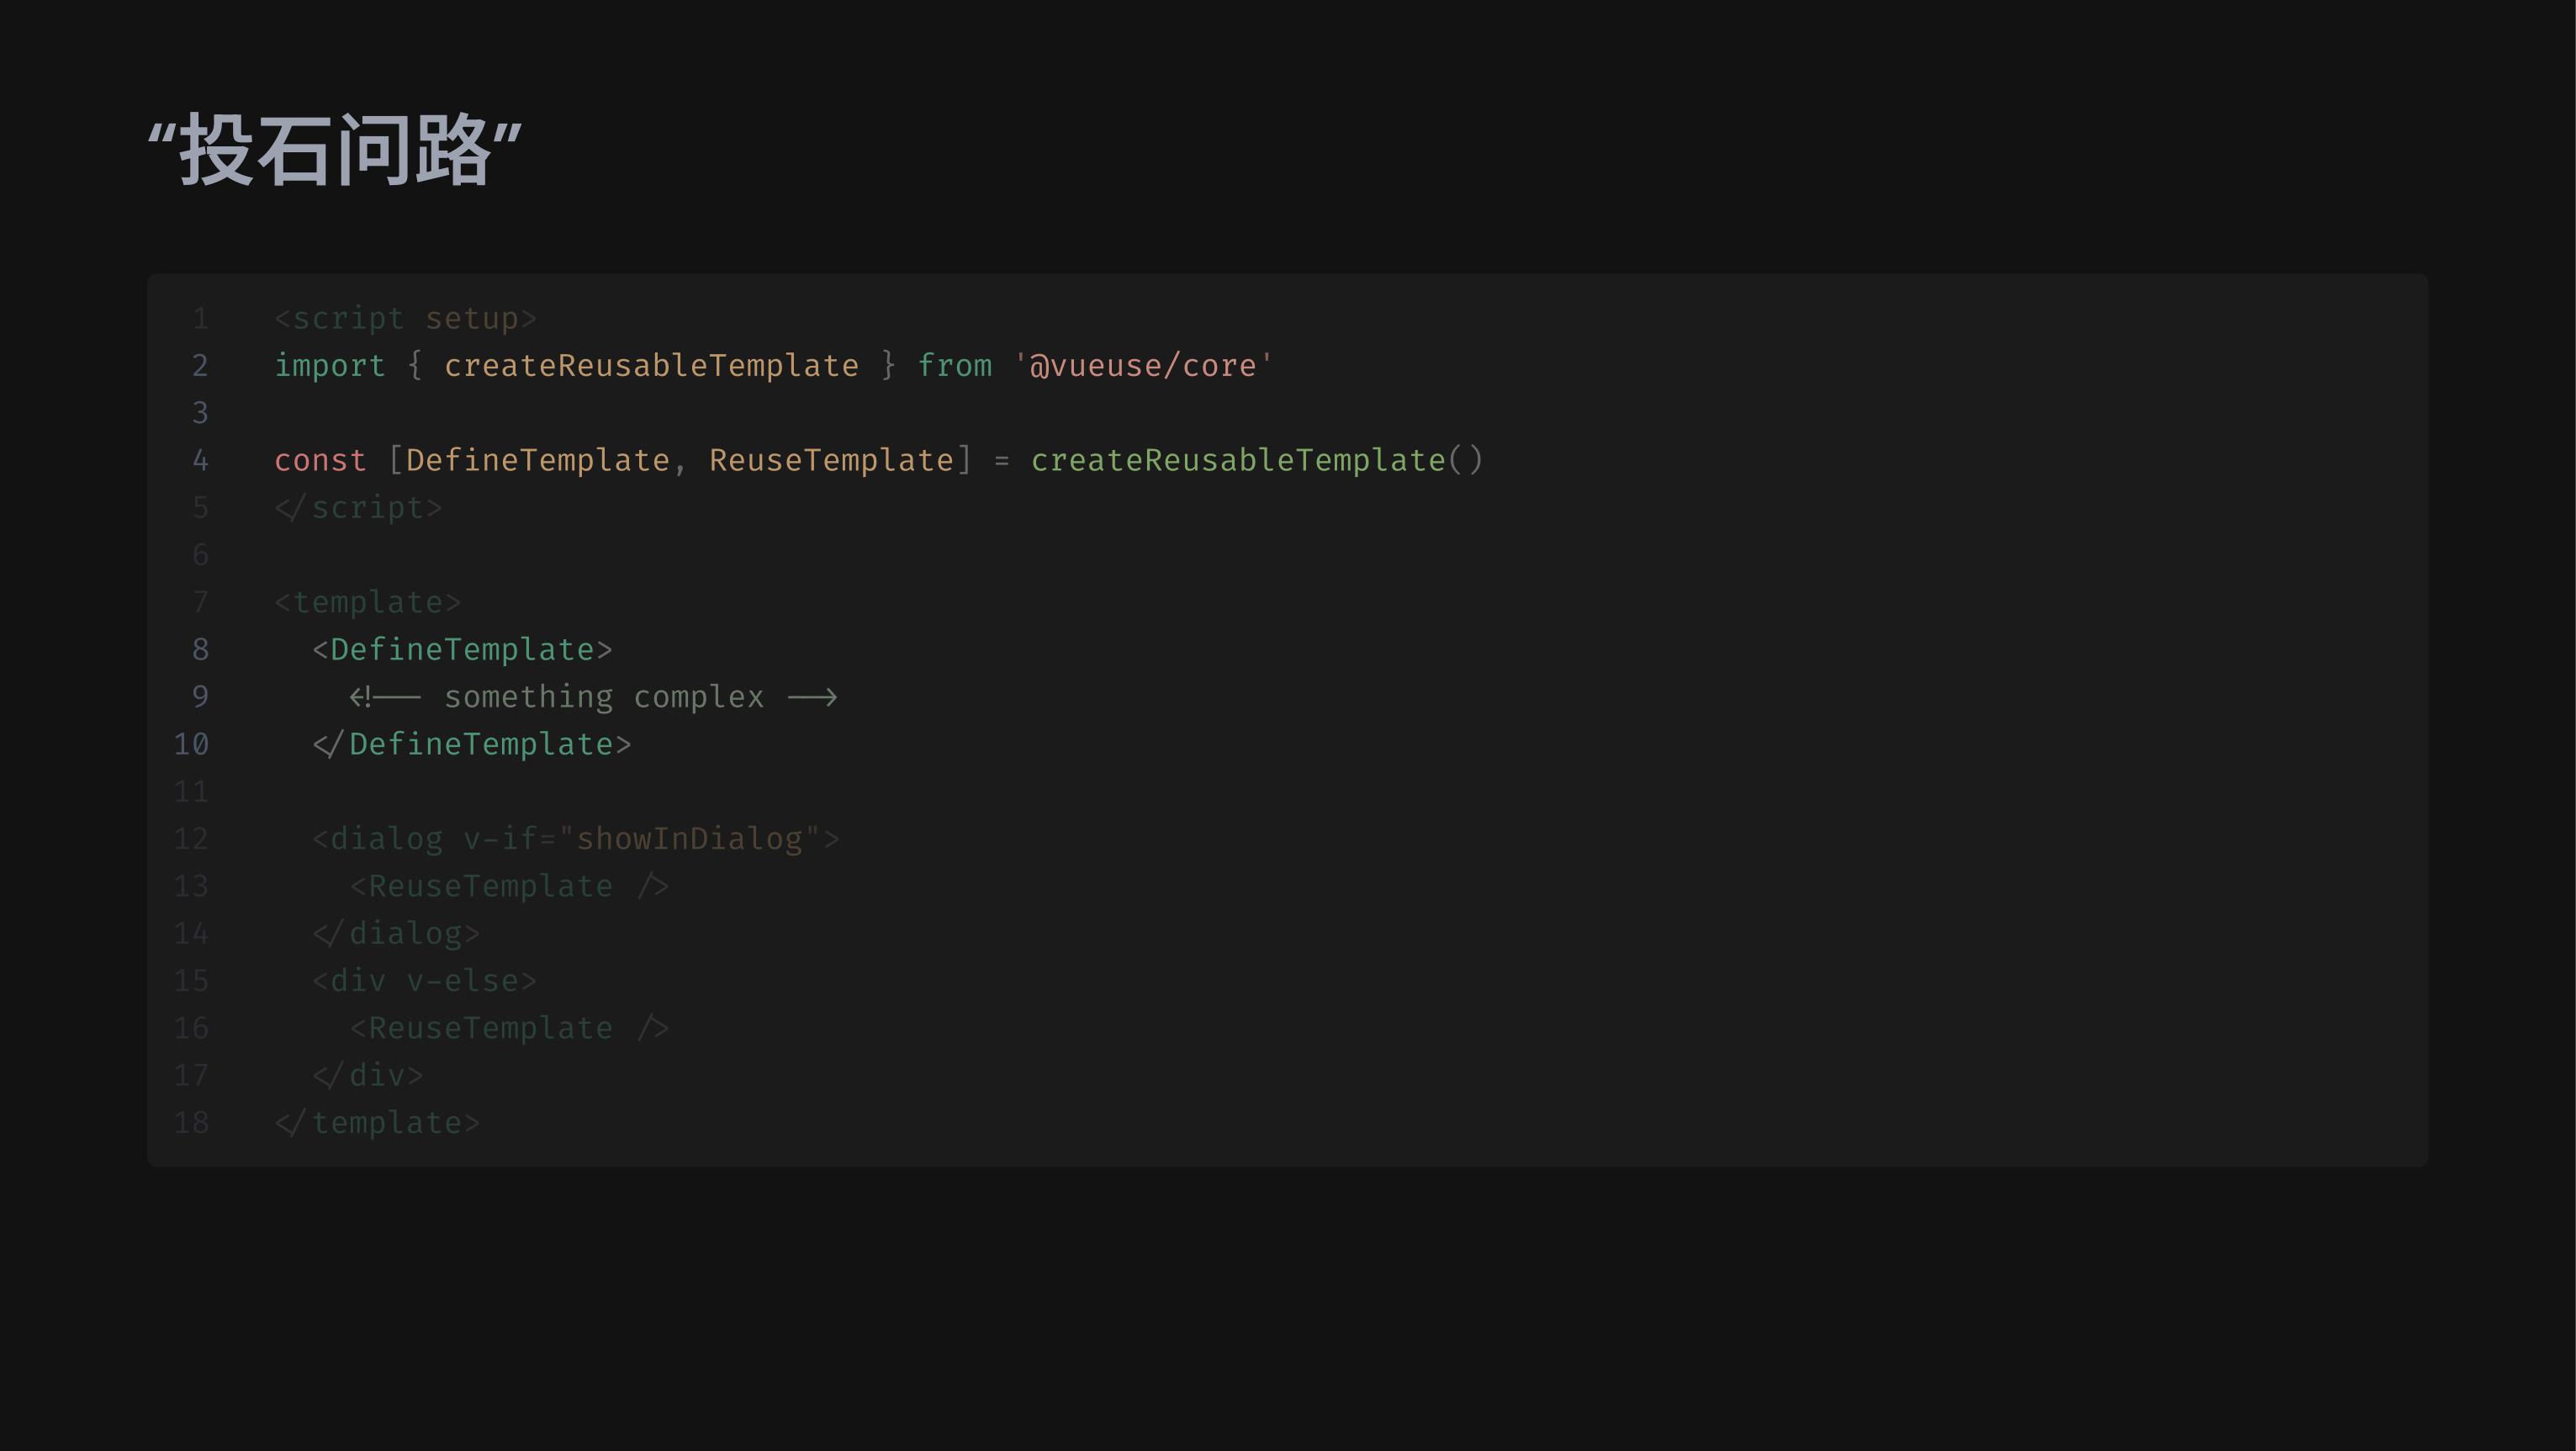 “投石问路”
1 <script setup>
2 import { createReusableTemplate } from '@vueuse/core'
3
4 const [DefineTemplate, ReuseTemplate] = createReusableTemplate()
5 </script>
6
7 <template>
8   <DefineTemplate>
9     <!-- something complex -->
10   </DefineTemplate>
11
12   <dialog v-if="showInDialog">
13     <ReuseTemplate />
14   </dialog>
15   <div v-else>
16     <ReuseTemplate />
17   </div>
18 </template>